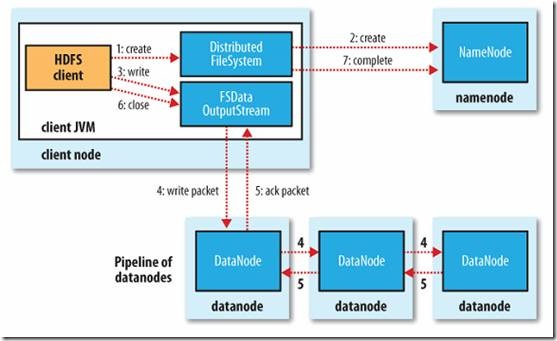 HDFS
client
1: create
3: write
6: close
Distributed
FileSystem
FSData
OutputStream
client JVM
client node
2: create
7: complete
NameNode
namenode
4: write packet
5: ack packet
Pipeline of
datanodes
DataNode
datanode
4
5
DataNode
datanode
4
5
DataNode
datanode